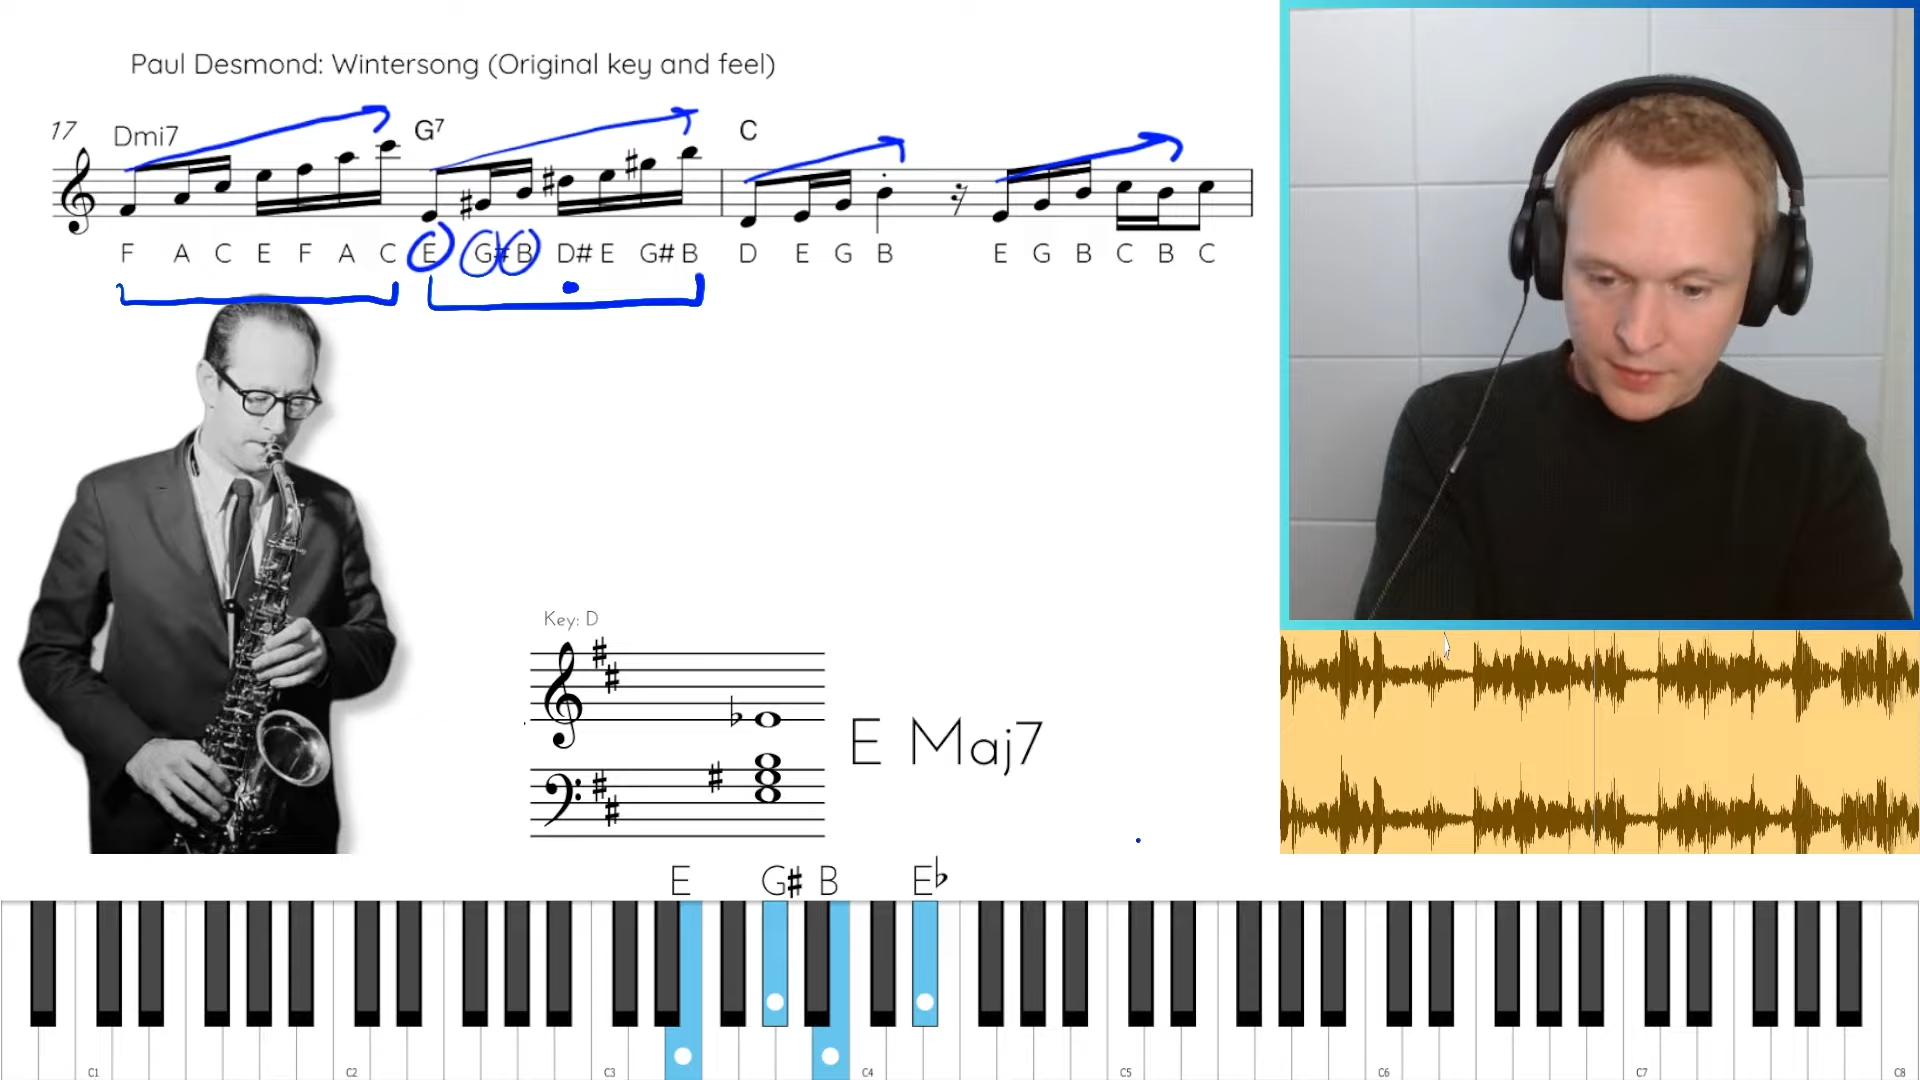 Paul Desmond: Wintersong (Original key and feel)
17 Dmi7 G7 C
F A C E F A C E G# B D# E G# B D E G B E G B C B C
Key: D
E Maj7
E G♯ B E♭
C1 C2 C3 C4 C5 C6 C7 C8